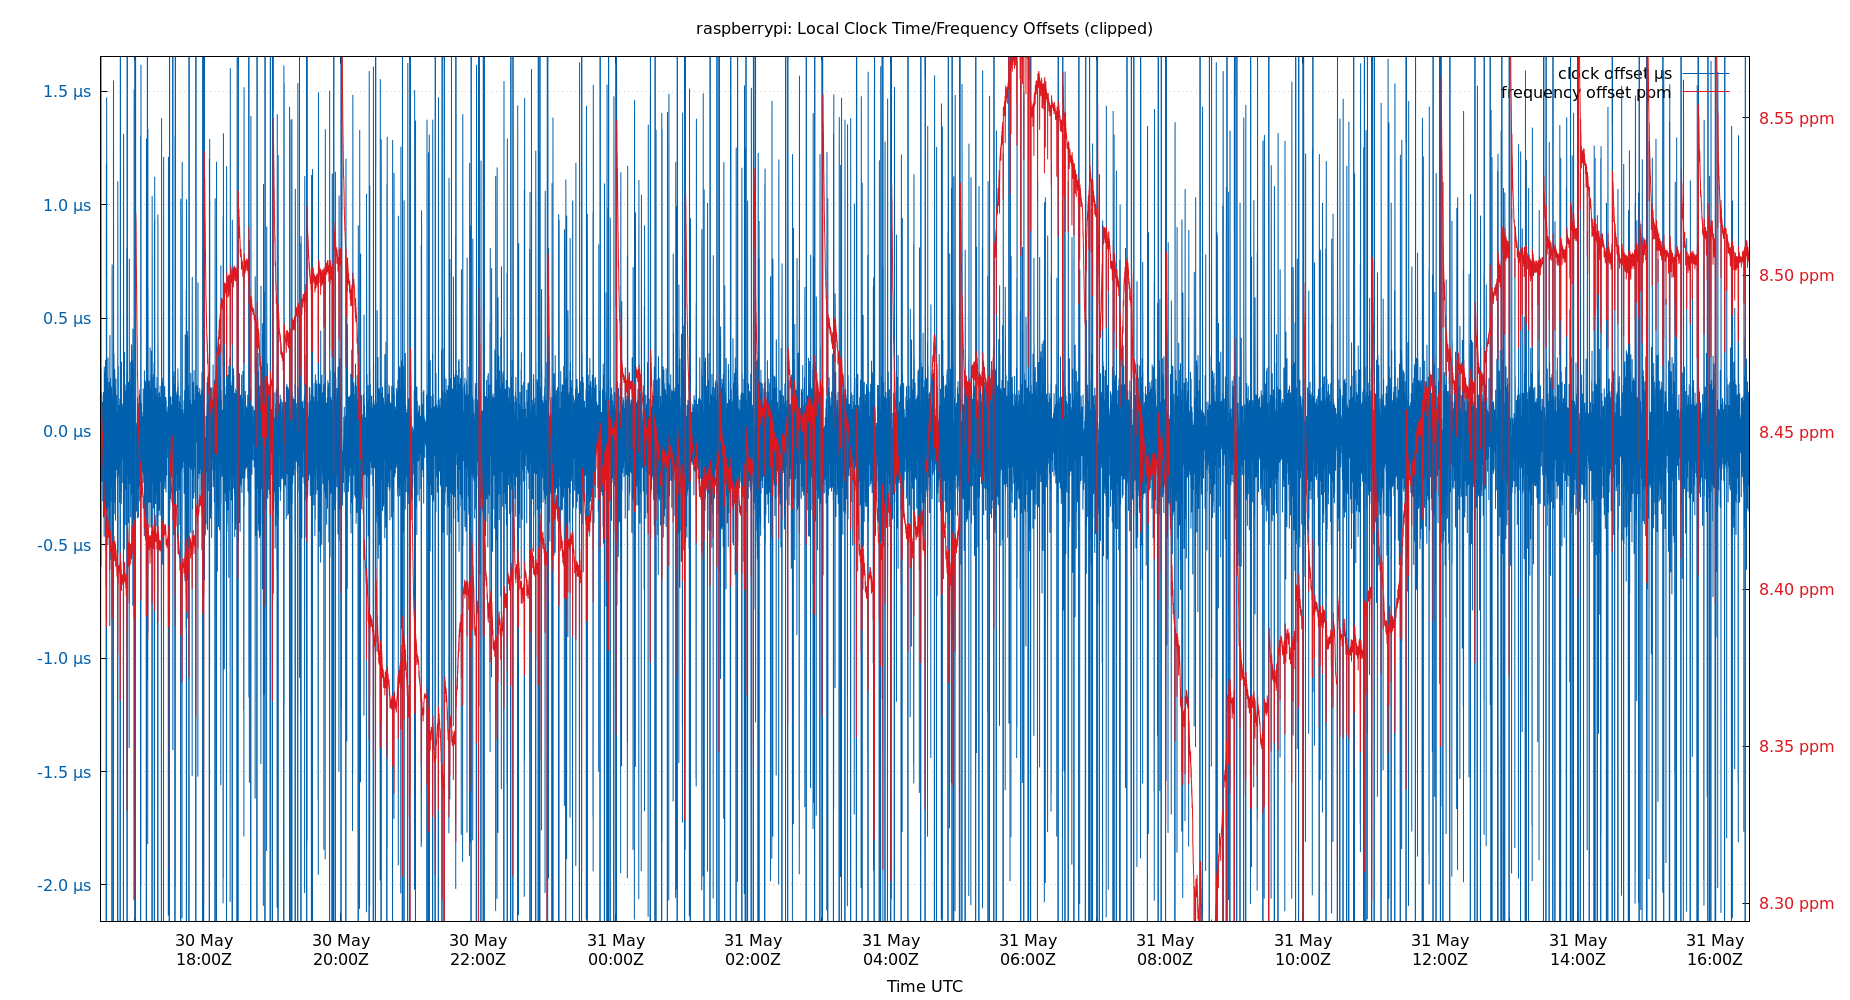 raspberrypi: Local Clock Time/Frequency Offsets (clipped)
clock offset µs
frequency offset ppm
1.5 µs
1.0 µs
0.5 µs
0.0 µs
-0.5 µs
-1.0 µs
-1.5 µs
-2.0 µs
8.55 ppm
8.50 ppm
8.45 ppm
8.40 ppm
8.35 ppm
8.30 ppm
30 May 30 May 30 May 31 May 31 May 31 May 31 May 31 May 31 May 31 May 31 May 31 May
18:00Z 20:00Z 22:00Z 00:00Z 02:00Z 04:00Z 06:00Z 08:00Z 10:00Z 12:00Z 14:00Z 16:00Z
Time UTC